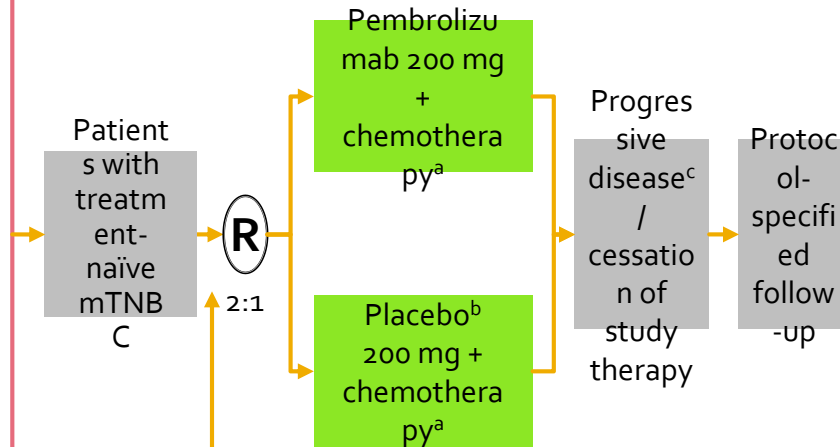 Patient
s with
treatm
ent-
naïve
mTNB
C
R
2:1
Pembrolizu
mab 200 mg
+
chemothera
pyᵃ
Placeboᵇ
200 mg +
chemothera
pyᵃ
Progres
sive
diseaseᶜ
/
cessatio
n of
study
therapy
Protoc
ol-
specifi
ed
follow
-up